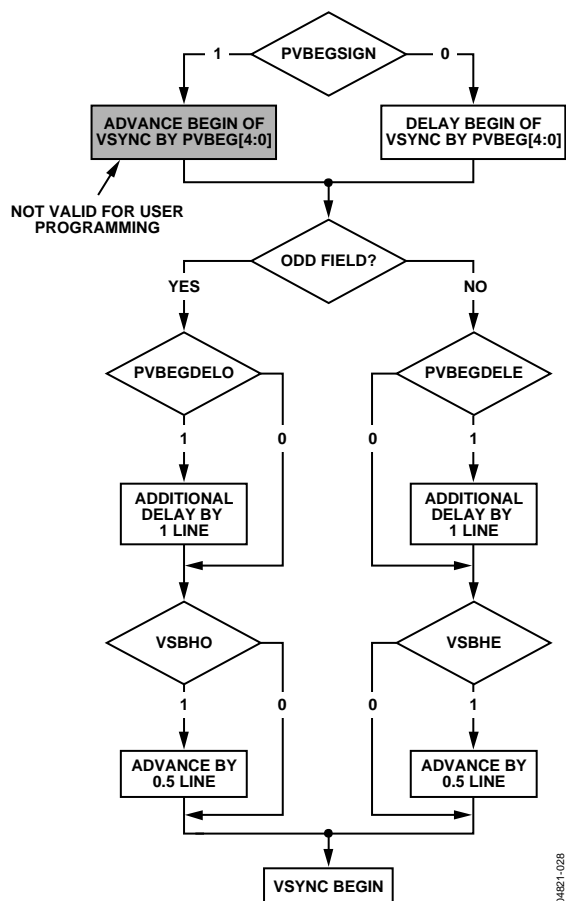 PVBEGSIGN
1
0
ADVANCE BEGIN OF
VSYNC BY PVBEG[4:0]
DELAY BEGIN OF
VSYNC BY PVBEG[4:0]
NOT VALID FOR USER
PROGRAMMING
ODD FIELD?
YES
NO
PVBEGDELO
PVBEGDELE
1
0
0
1
ADDITIONAL
DELAY BY
1 LINE
ADDITIONAL
DELAY BY
1 LINE
VSBHO
VSBHE
1
0
0
1
ADVANCE BY
0.5 LINE
ADVANCE BY
0.5 LINE
VSYNC BEGIN
04821-028